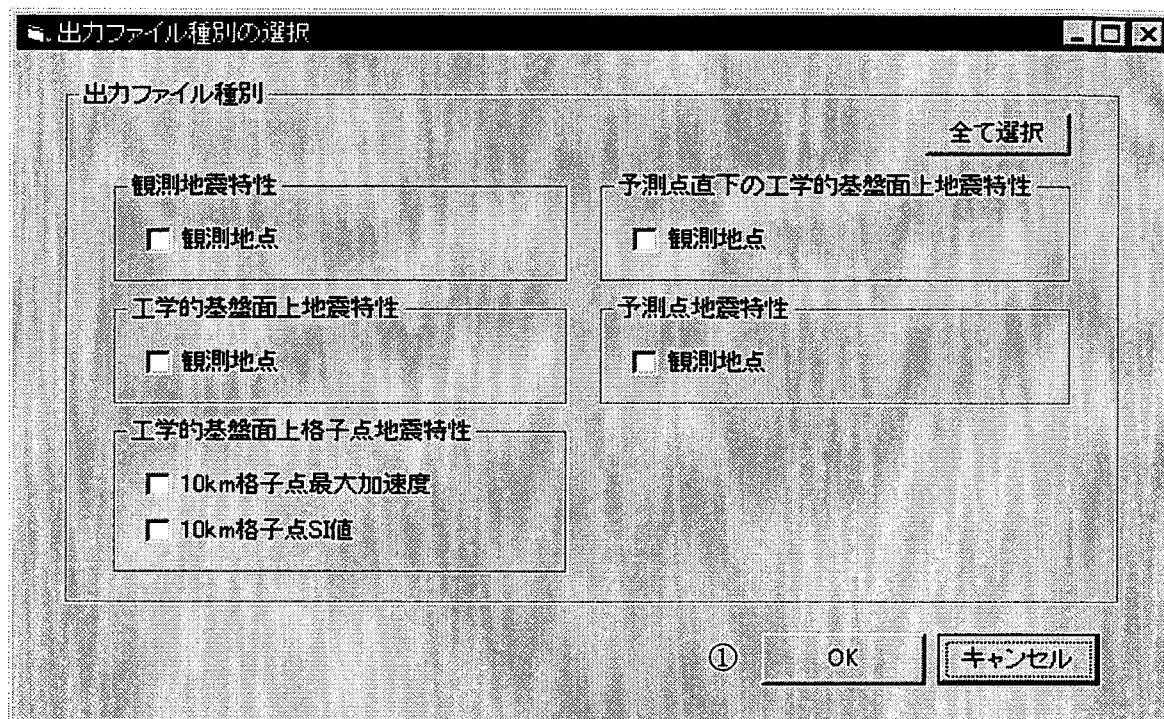 出力ファイル種別の選択
出力ファイル種別
全て選択
観測地震特性
観測地点
予測点直下の工学的基盤面上地震特性
観測地点
工学的基盤面上地震特性
観測地点
予測点地震特性
観測地点
工学的基盤面上格子点地震特性
10km格子点最大加速度
10km格子点SI値
① OK キャンセル